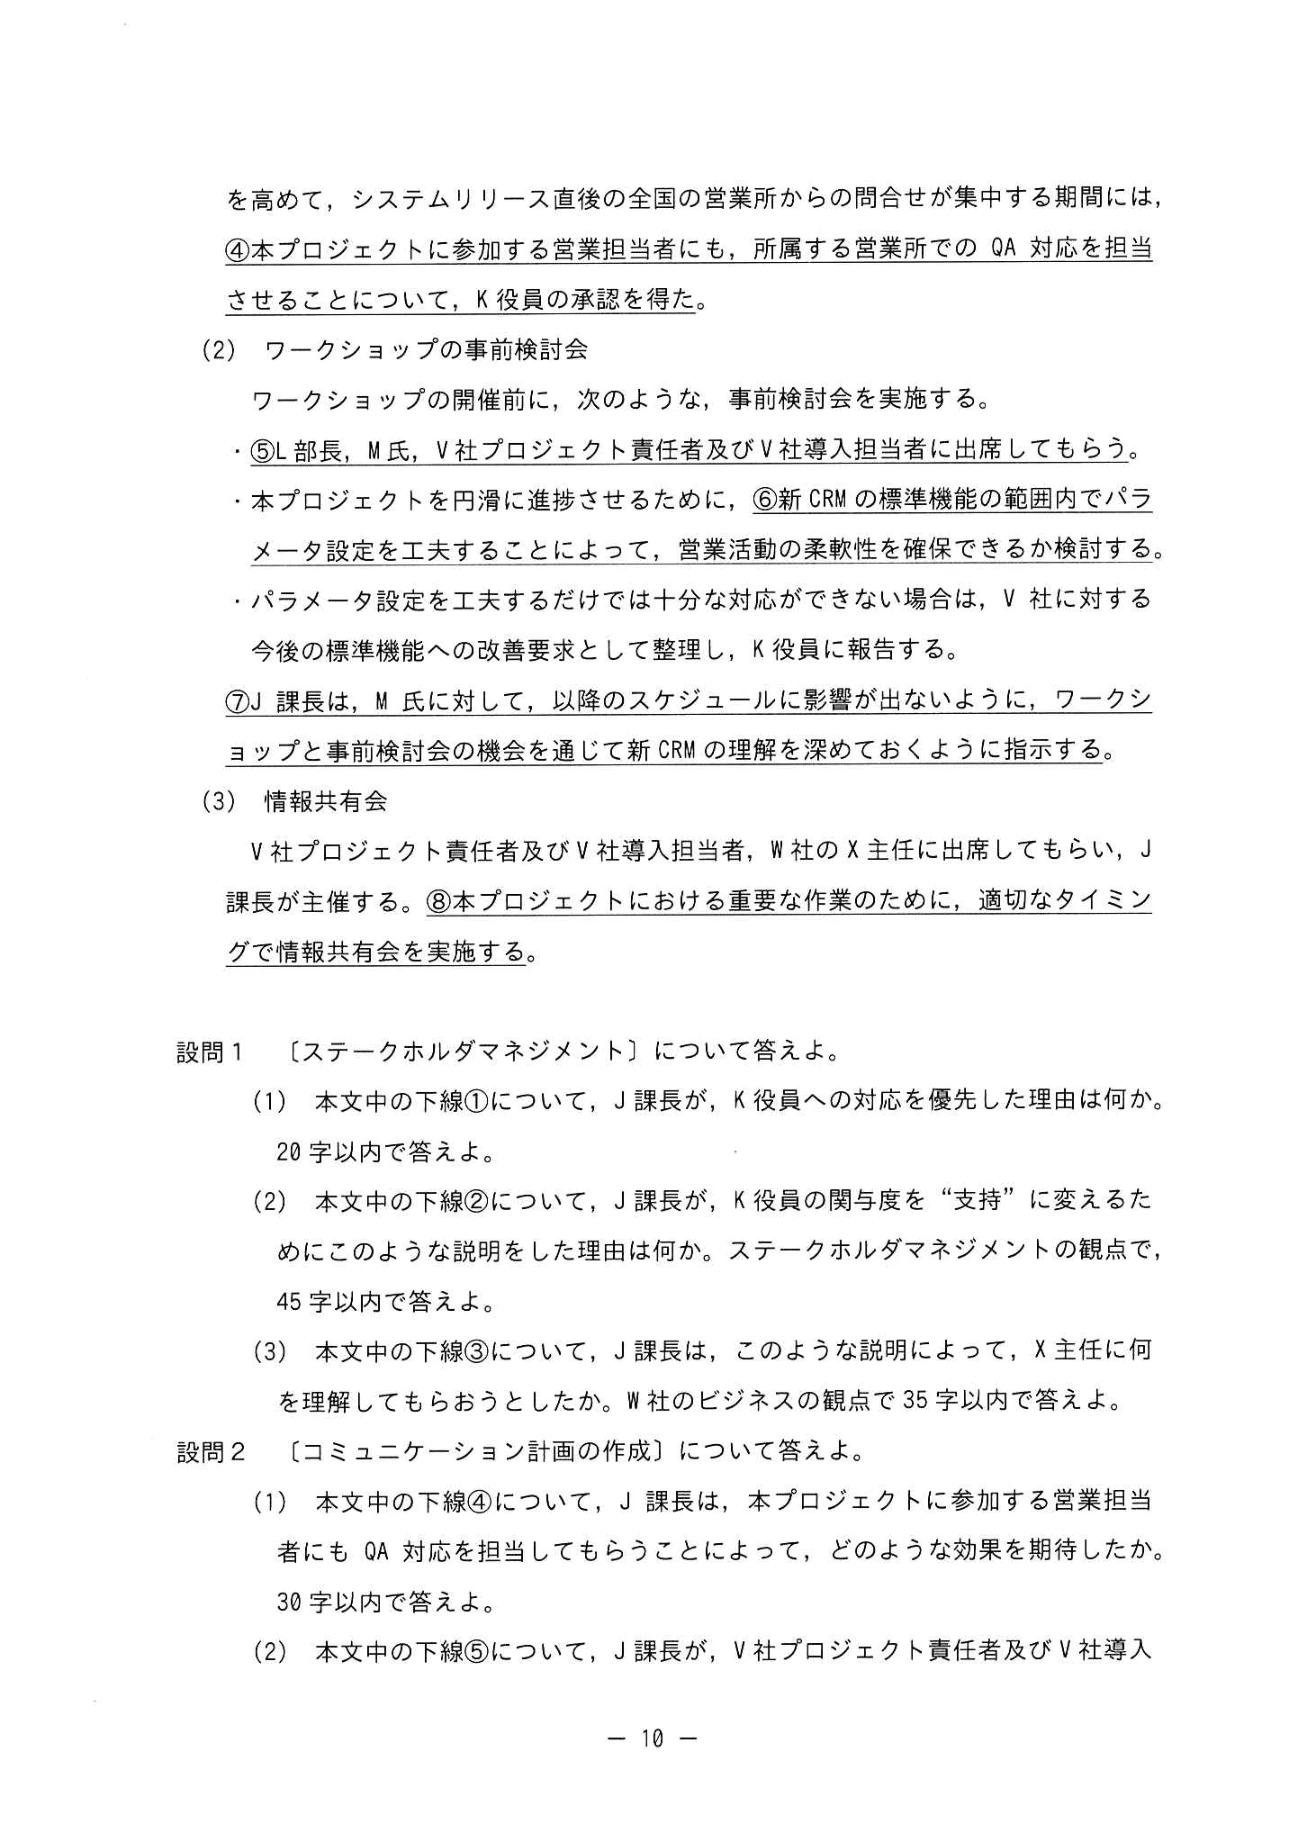 を高めて，システムリリース直後の全国の営業所からの問合せが集中する期間には，
④本プロジェクトに参加する営業担当者にも，所属する営業所での QA 対応を担当
させることについて，K 役員の承認を得た。
(2) ワークショップの事前検討会
ワークショップの開催前に，次のような，事前検討会を実施する。
・⑤L 部長，M 氏，V 社プロジェクト責任者及び V 社導入担当者に出席してもらう。
・本プロジェクトを円滑に進捗させるために，⑥新 CRM の標準機能の範囲内でパラ
メータ設定を工夫することによって，営業活動の柔軟性を確保できるか検討する。
・パラメータ設定を工夫するだけでは十分な対応ができない場合は，V 社に対する
今後の標準機能への改善要求として整理し，K 役員に報告する。
⑦J 課長は，M 氏に対して，以降のスケジュールに影響が出ないように，ワークシ
ョップと事前検討会の機会を通じて新 CRM の理解を深めておくように指示する。
(3) 情報共有会
V 社プロジェクト責任者及び V 社導入担当者，W 社の X 主任に出席してもらい，J
課長が主催する。⑧本プロジェクトにおける重要な作業のために，適切なタイミン
グで情報共有会を実施する。
設問1 〔ステークホルダマネジメント〕について答えよ。
(1) 本文中の下線①について，J 課長が，K 役員への対応を優先した理由は何か。
20 字以内で答えよ。
(2) 本文中の下線②について，J 課長が，K 役員の関与度を“支持”に変えるた
めにこのような説明をした理由は何か。ステークホルダマネジメントの観点で，
45 字以内で答えよ。
(3) 本文中の下線③について，J 課長は，このような説明によって，X 主任に何
を理解してもらおうとしたか。W 社のビジネスの観点で 35 字以内で答えよ。
設問2 〔コミュニケーション計画の作成〕について答えよ。
(1) 本文中の下線④について，J 課長は，本プロジェクトに参加する営業担当
者にも QA 対応を担当してもらうことによって，どのような効果を期待したか。
30 字以内で答えよ。
(2) 本文中の下線⑤について，J 課長が，V 社プロジェクト責任者及び V 社導入
― 10 ―